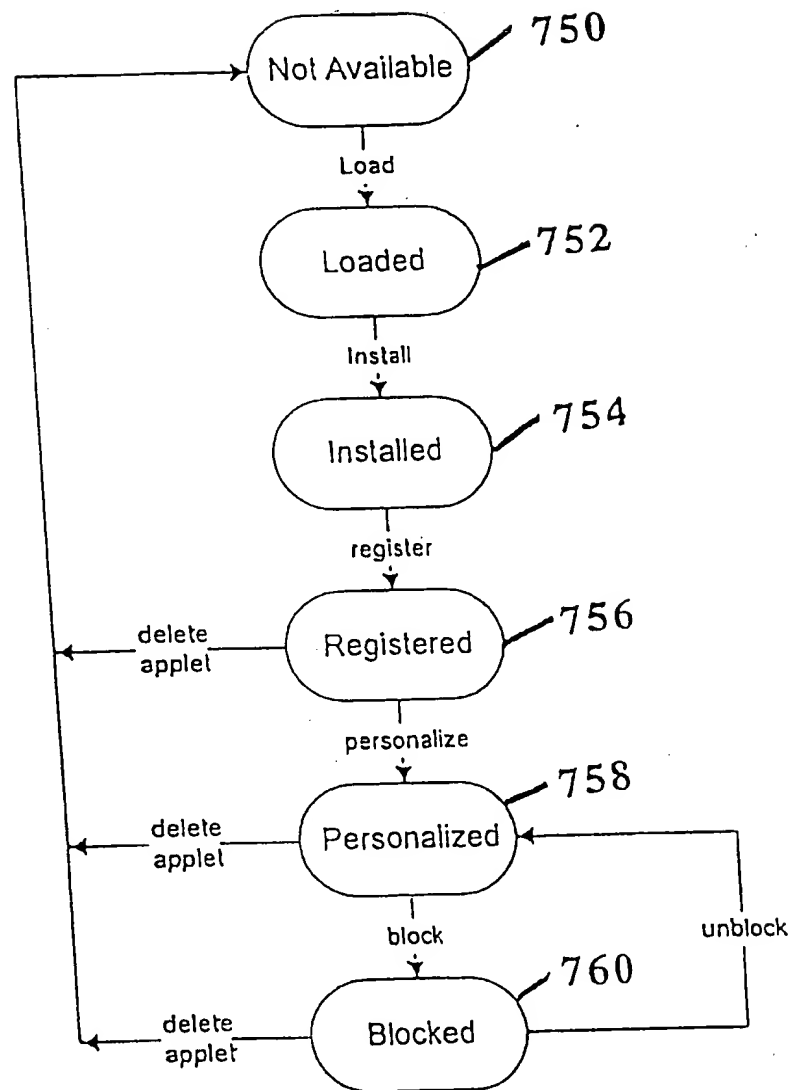 750
Not Available
Load
752
Loaded
Install
754
Installed
register
756
Registered
delete
applet
personalize
758
Personalized
delete
applet
block
unblock
760
Blocked
delete
applet